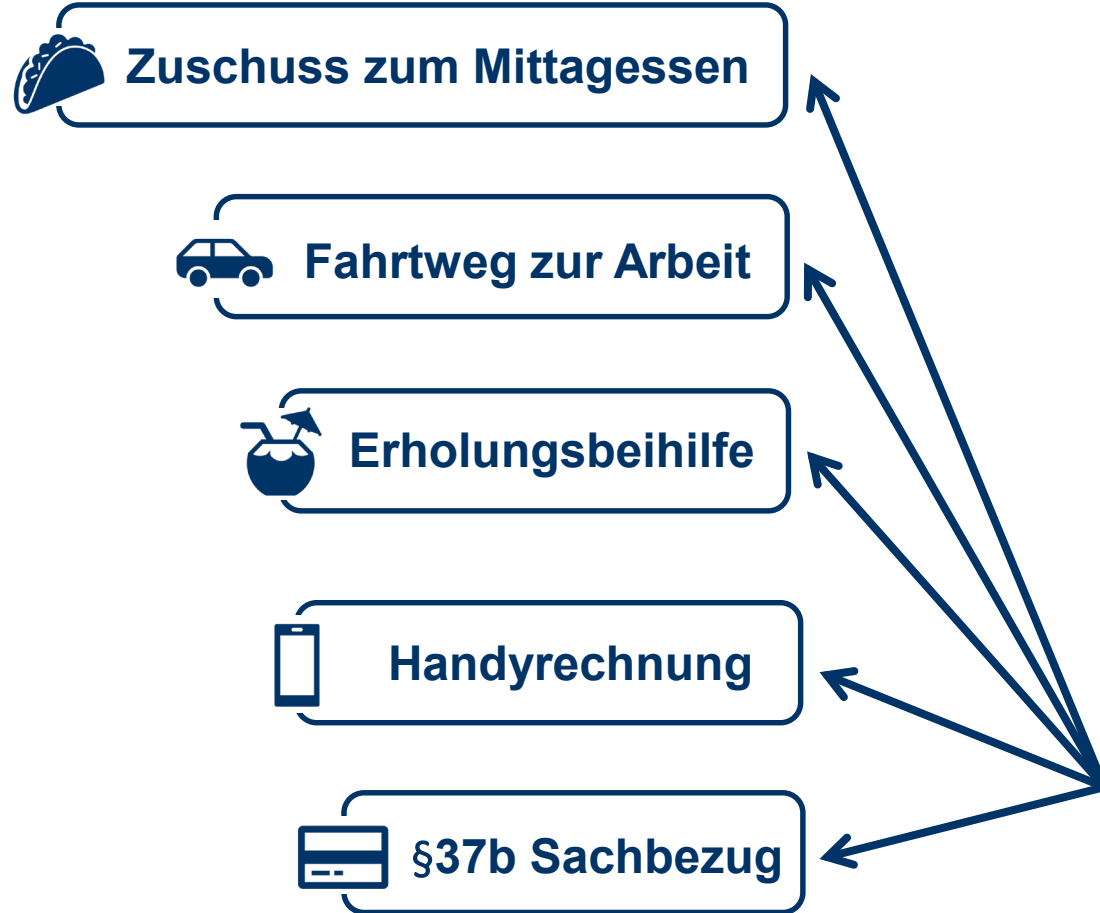 Zuschuss zum Mittagessen
Fahrtweg zur Arbeit
Erholungsbeihilfe
Handyrechnung
§37b Sachbezug